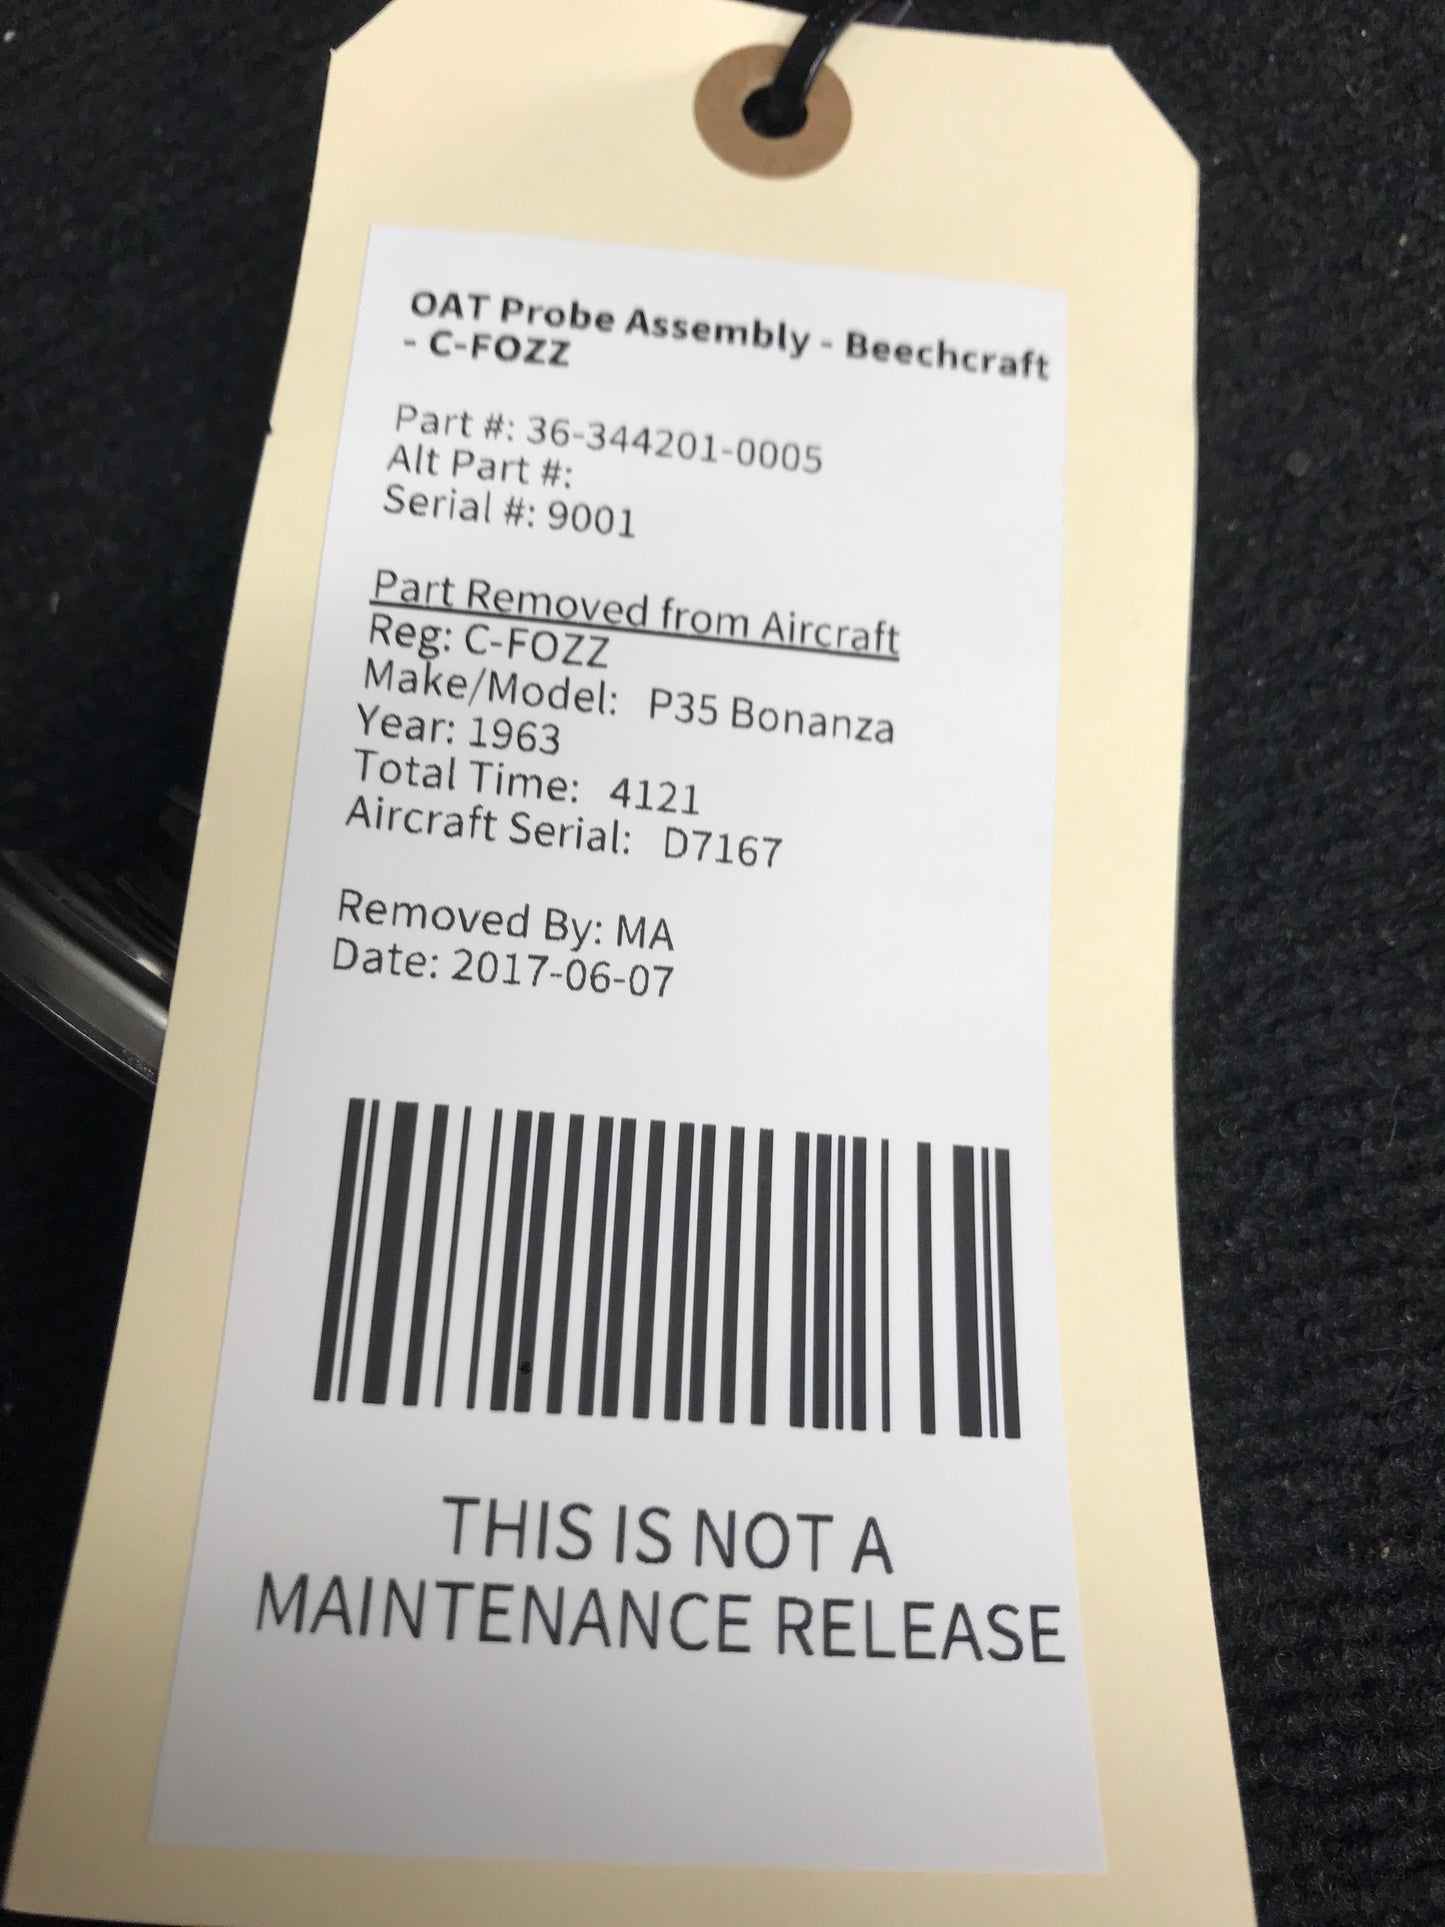 OAT Probe Assembly - Beechcraft
- C-FOZZ
Part #: 36-344201-0005
Alt Part #:
Serial #: 9001
Part Removed from Aircraft
Reg: C-FOZZ
Make/Model: P35 Bonanza
Year: 1963
Total Time: 4121
Aircraft Serial: D7167
Removed By: MA
Date: 2017-06-07
THIS IS NOT A
MAINTENANCE RELEASE